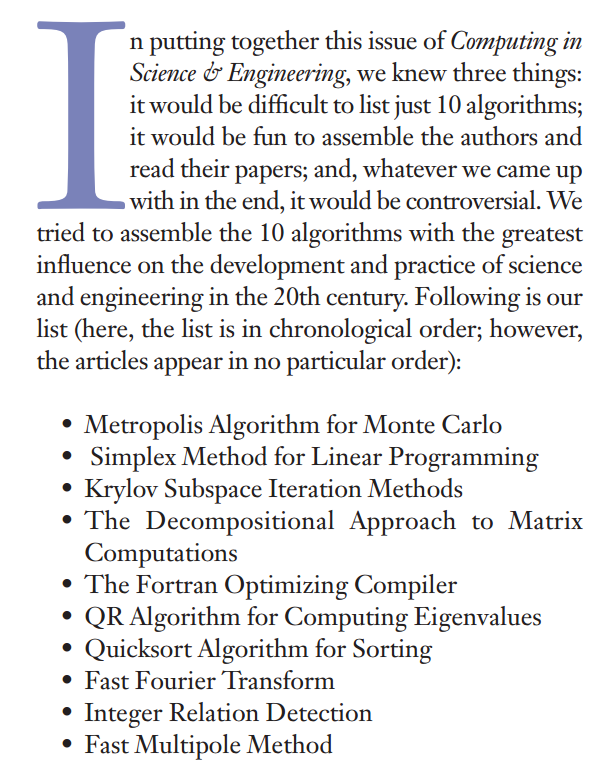 In putting together this issue of Computing in
Science & Engineering, we knew three things:
it would be difficult to list just 10 algorithms;
it would be fun to assemble the authors and
read their papers; and, whatever we came up
with in the end, it would be controversial. We
tried to assemble the 10 algorithms with the greatest
influence on the development and practice of science
and engineering in the 20th century. Following is our
list (here, the list is in chronological order; however,
the articles appear in no particular order):

• Metropolis Algorithm for Monte Carlo
• Simplex Method for Linear Programming
• Krylov Subspace Iteration Methods
• The Decompositional Approach to Matrix
Computations
• The Fortran Optimizing Compiler
• QR Algorithm for Computing Eigenvalues
• Quicksort Algorithm for Sorting
• Fast Fourier Transform
• Integer Relation Detection
• Fast Multipole Method